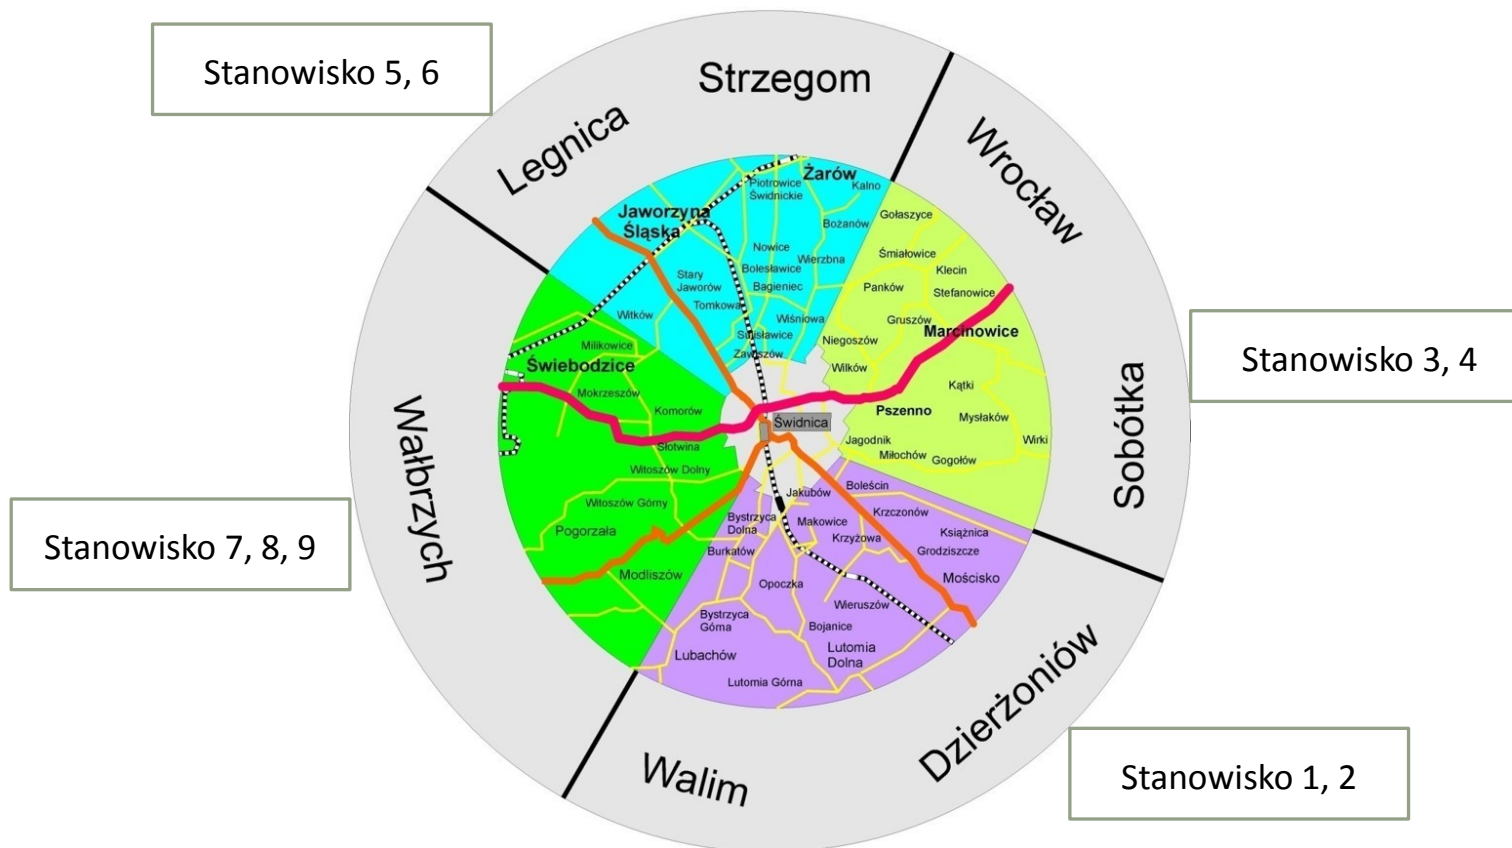 Stanowisko 5, 6
Strzegom
Legnica
Wrocław
Sobótka
Wałbrzych
Walim
Dzierżoniów
Stanowisko 3, 4
Stanowisko 7, 8, 9
Stanowisko 1, 2
Żarów
Piotrowice
Świdnickie
Kalno
Bożanów
Jaworzyna
Śląska
Nowice
Wierzbna
Bolesławice
Bagieniec
Stary
Jaworów
Tomkowa
Witków
Wiśniowa
Sulisławice
Zawiszów
Gołaszyce
Śmiałowice
Klecin
Panków
Stefanowice
Gruszów
Marcinowice
Niegoszów
Wilków
Kątki
Pszenno
Mysłaków
Wirki
Jagodnik
Miłochów
Gogołów
Świdnica
Milikowice
Świebodzice
Mokrzeszów
Komorów
Słotwina
Witoszów Dolny
Witoszów Górny
Pogorzała
Modliszów
Jakubów
Boleścin
Bystrzyca
Dolna
Makowice
Krzczonów
Książnica
Krzyżowa
Grodziszcze
Burkatów
Mościsko
Opoczka
Wieruszów
Bystrzyca
Górna
Bojanice
Lubachów
Lutomia
Dolna
Lutomia Górna